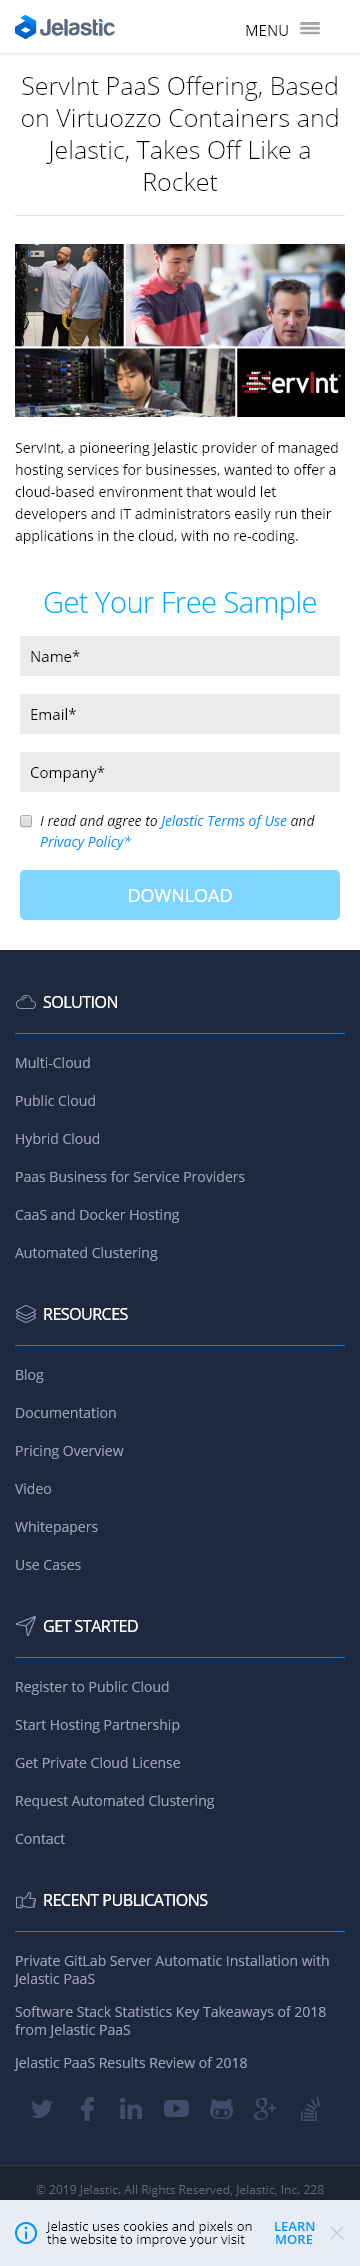 Jelastic
MENU
ServInt PaaS Offering, Based
on Virtuozzo Containers and
Jelastic, Takes Off Like a
Rocket
ServInt
ServInt, a pioneering Jelastic provider of managed
hosting services for businesses, wanted to offer a
cloud-based environment that would let
developers and IT administrators easily run their
applications in the cloud, with no re-coding.
Get Your Free Sample
Name*
Email*
Company*
I read and agree to Jelastic Terms of Use and
Privacy Policy*
DOWNLOAD
SOLUTION
Multi-Cloud
Public Cloud
Hybrid Cloud
Paas Business for Service Providers
CaaS and Docker Hosting
Automated Clustering
RESOURCES
Blog
Documentation
Pricing Overview
Video
Whitepapers
Use Cases
GET STARTED
Register to Public Cloud
Start Hosting Partnership
Get Private Cloud License
Request Automated Clustering
Contact
RECENT PUBLICATIONS
Private GitLab Server Automatic Installation with
Jelastic PaaS
Software Stack Statistics Key Takeaways of 2018
from Jelastic PaaS
Jelastic PaaS Results Review of 2018
© 2019 Jelastic. All Rights Reserved, Jelastic, Inc. 228
Jelastic uses cookies and pixels on
the website to improve your visit
LEARN
MORE